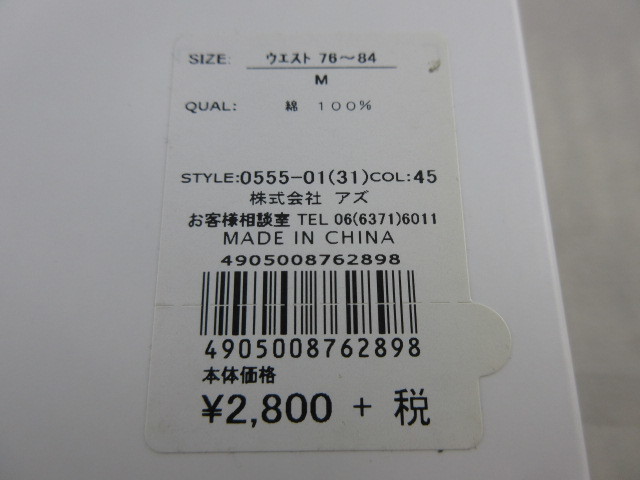 SIZE: ウエスト 76～84
M
QUAL: 綿 100%
STYLE:0555-01(31)COL:45
株式会社 アズ
お客様相談室 TEL 06(6371)6011
MADE IN CHINA
4905008762898
4905008762898
本体価格
¥2,800 + 税